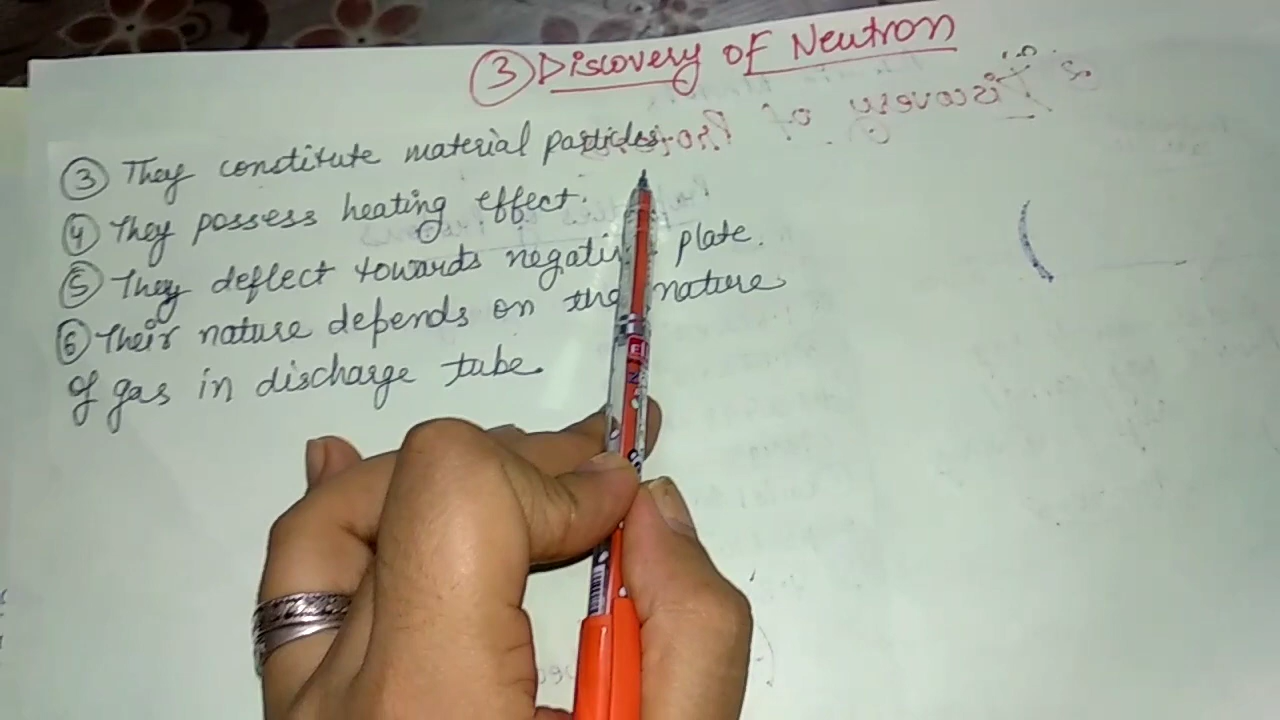 ③ Discovery of Neutron
③ They constitute material particles.
④ They possess heating effect.
⑤ They deflect towards negative plate.
⑥ Their nature depends on the nature
of gas in discharge tube.